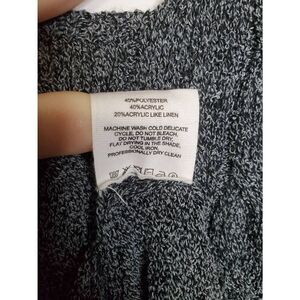 40%POLYESTER
40%ACRYLIC
20%ACRYLIC LIKE LINEN
MACHINE WASH COLD DELICATE
CYCLE, DO NOT BLEACH,
DO NOT TUMBLE DRY,
FLAT DRYING IN THE SHADE,
COOL IRON,
PROFESSIONALLY DRY CLEAN